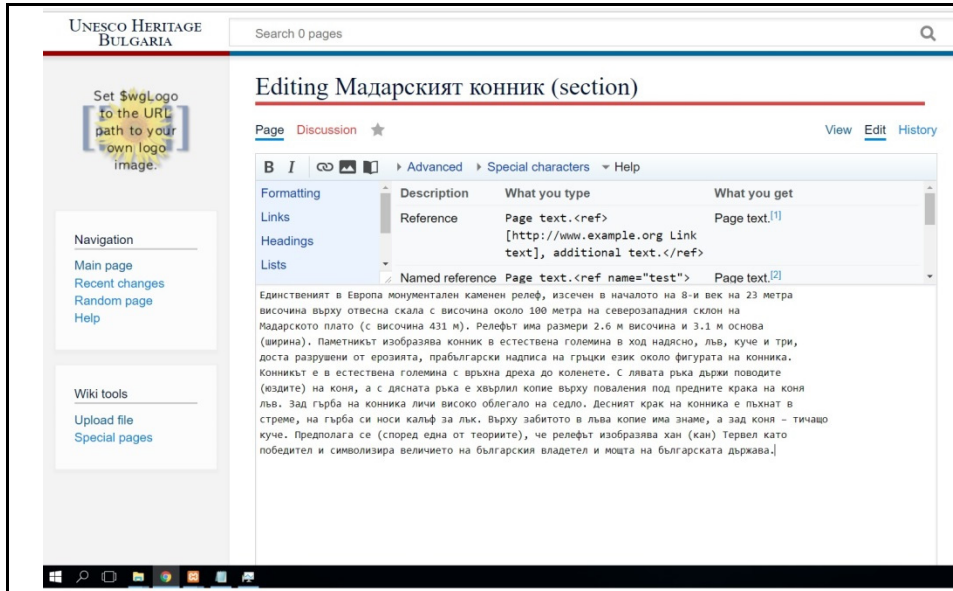 UNESCO HERITAGE
BULGARIA
Search 0 pages
Set $wgLogo
to the URL
path to your
own logo
image.
Editing Мадарският конник (section)
Page Discussion View Edit History
B I Advanced Special characters Help
Formatting
Links
Headings
Lists
Description What you type What you get
Reference Page text.<ref> Page text.[1]
[http://www.example.org Link
text], additional text.</ref>
Named reference Page text.<ref name="test"> Page text.[2]
Navigation
Main page
Recent changes
Random page
Help
Wiki tools
Upload file
Special pages
Единственият в Европа монументален каменен релеф, изсечен в началото на 8-и век на 23 метра
височина върху отвесна скала с височина около 100 метра на северозападния склон на
Мадарското плато (с височина 431 м). Релефът има размери 2.6 м височина и 3.1 м основа
(ширина). Паметникът изобразява конник в естествена големина в ход надясно, лъв, куче и три,
доста разрушени от ерозията, прабългарски надписа на гръцки език около фигурата на конника.
Конникът е в естествена големина с връхна дреха до коленете. С лявата ръка държи поводите
(юздите) на коня, а с дясната ръка е хвърлил копие върху поваления под предните крака на коня
лъв. Зад гърба на конника личи високо облегало на седло. Десният крак на конника е пъхнат в
стреме, на гърба си носи калъф за лък. Върху забитото в лъва копие има знаме, а зад коня – тичащо
куче. Предполага се (според една от теориите), че релефът изобразява хан (кан) Тервел като
победител и символизира величието на българския владетел и мощта на българската държава.